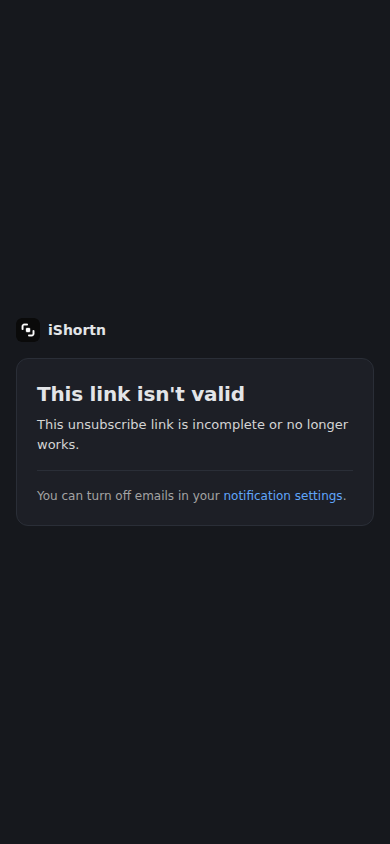 iShortn
This link isn't valid
This unsubscribe link is incomplete or no longer
works.
You can turn off emails in your notification settings.